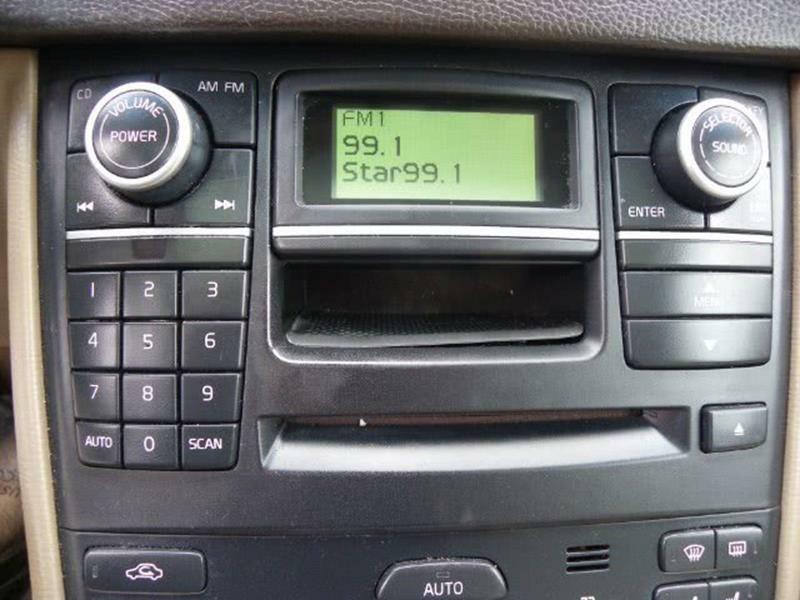 CD
AM FM
VOLUME
POWER
FM1
99.1
Star99.1
SELECTOR
SOUND
ENTER
MENU
1 2 3
4 5 6
7 8 9
AUTO 0 SCAN
AUTO